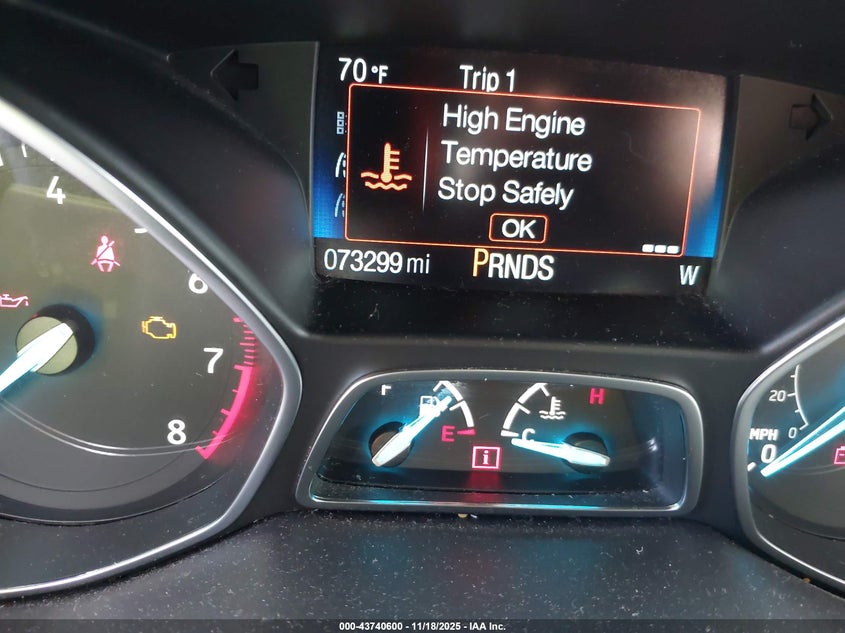 70 °F Trip 1
High Engine
Temperature
Stop Safely
OK
073299 mi PRNDS W
4
6
7
8
F E
i
C H
20
0
MPH
0
000-43740600 - 11/18/2025 - IAA Inc.